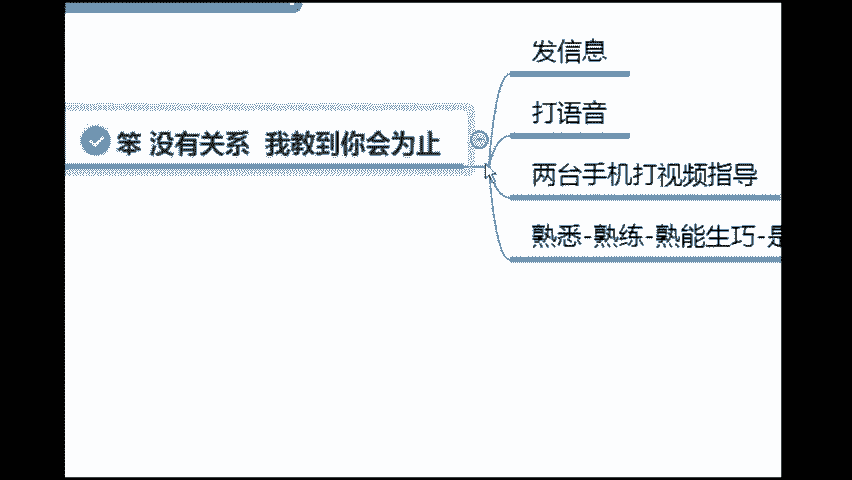 发信息
打语音
笨 没有关系 我教到你会为止
两台手机打视频指导
熟悉-熟练-熟能生巧-是